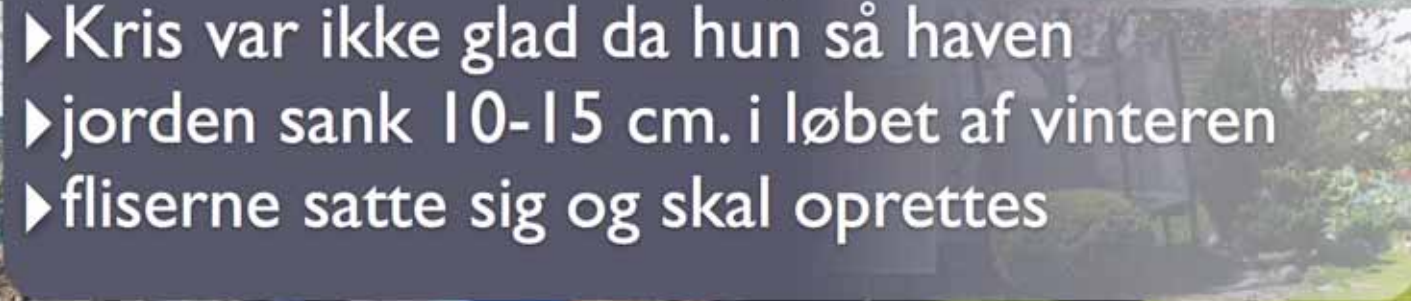 Kris var ikke glad da hun så haven
jorden sank 10-15 cm. i løbet af vinteren
fliserne satte sig og skal oprettes